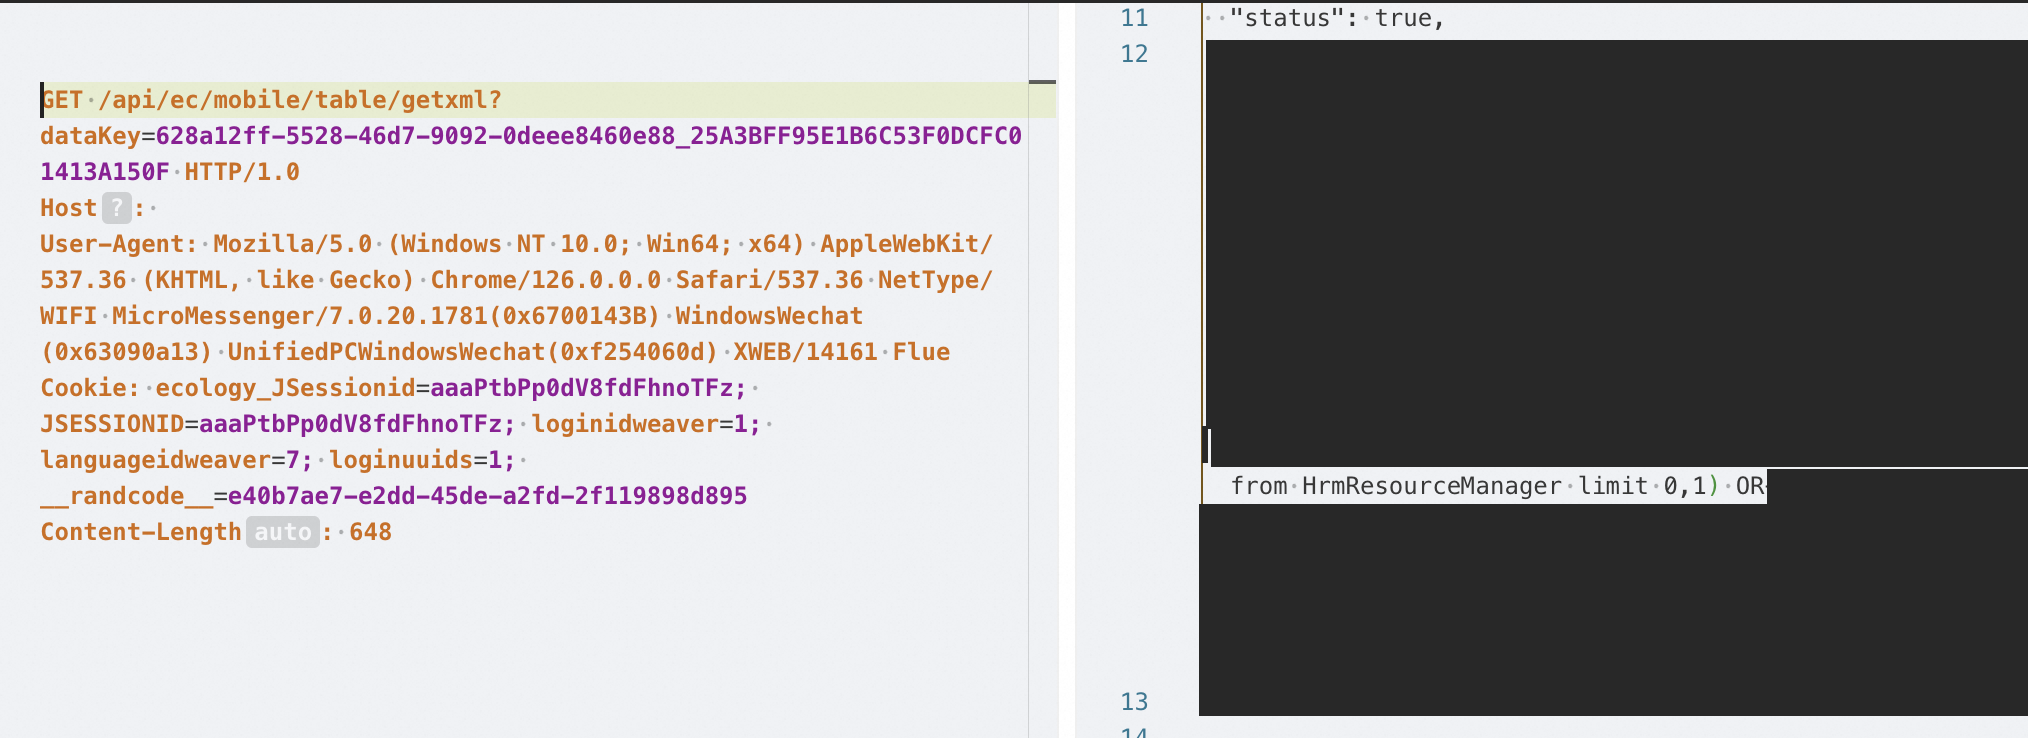 GET /api/ec/mobile/table/getxml?
dataKey=628a12ff-5528-46d7-9092-0deee8460e88_25A3BFF95E1B6C53F0DCFC0
1413A150F HTTP/1.0
Host ? :
User-Agent: Mozilla/5.0 (Windows NT 10.0; Win64; x64) AppleWebKit/
537.36 (KHTML, like Gecko) Chrome/126.0.0.0 Safari/537.36 NetType/
WIFI MicroMessenger/7.0.20.1781(0x6700143B) WindowsWechat
(0x63090a13) UnifiedPCWindowsWechat(0xf254060d) XWEB/14161 Flue
Cookie: ecology_JSessionid=aaaPtbPp0dV8fdFhnoTFz;
JSESSIONID=aaaPtbPp0dV8fdFhnoTFz; loginidweaver=1;
languageidweaver=7; loginuuids=1;
__randcode__=e40b7ae7-e2dd-45de-a2fd-2f119898d895
Content-Length auto : 648
11 "status": true,
12
from HrmResourceManager limit 0,1) OR
13
14